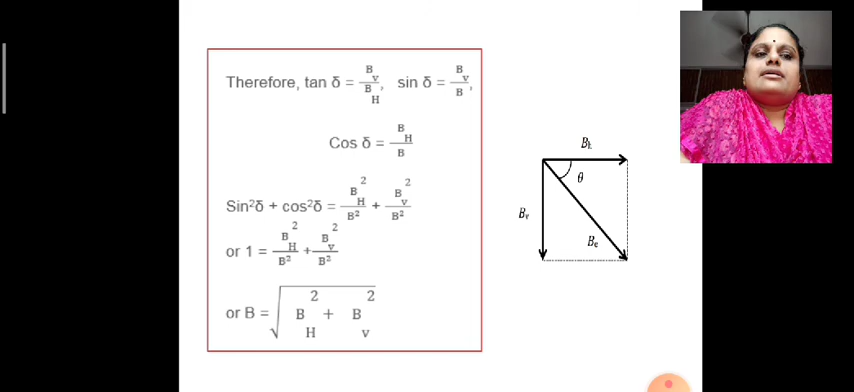 Therefore, tan δ = B_v/B_H, sin δ = B_v/B,
Cos δ = B_H/B
Sin²δ + cos²δ = B_H²/B² + B_v²/B²
or 1 = B_H²/B² + B_v²/B²
or B = √(B_H² + B_v²)
B_h
θ
B_v
B_e